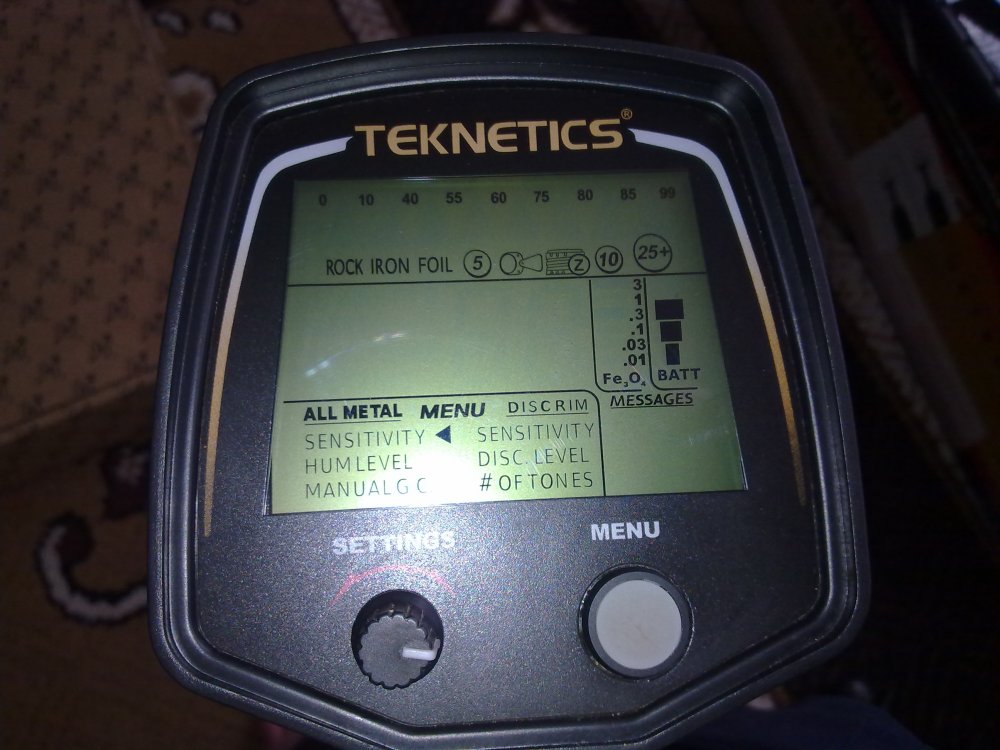 TEKNETICS®
0 10 40 55 60 75 80 85 99
ROCK IRON FOIL 5 Z 10 25+
3
1
.3
.1
.03
.01
Fe₃O₄ BATT
MESSAGES
ALL METAL MENU DISCRIM
SENSITIVITY ◀ SENSITIVITY
HUM LEVEL DISC. LEVEL
MANUAL G C # OF TONES
SETTINGS MENU